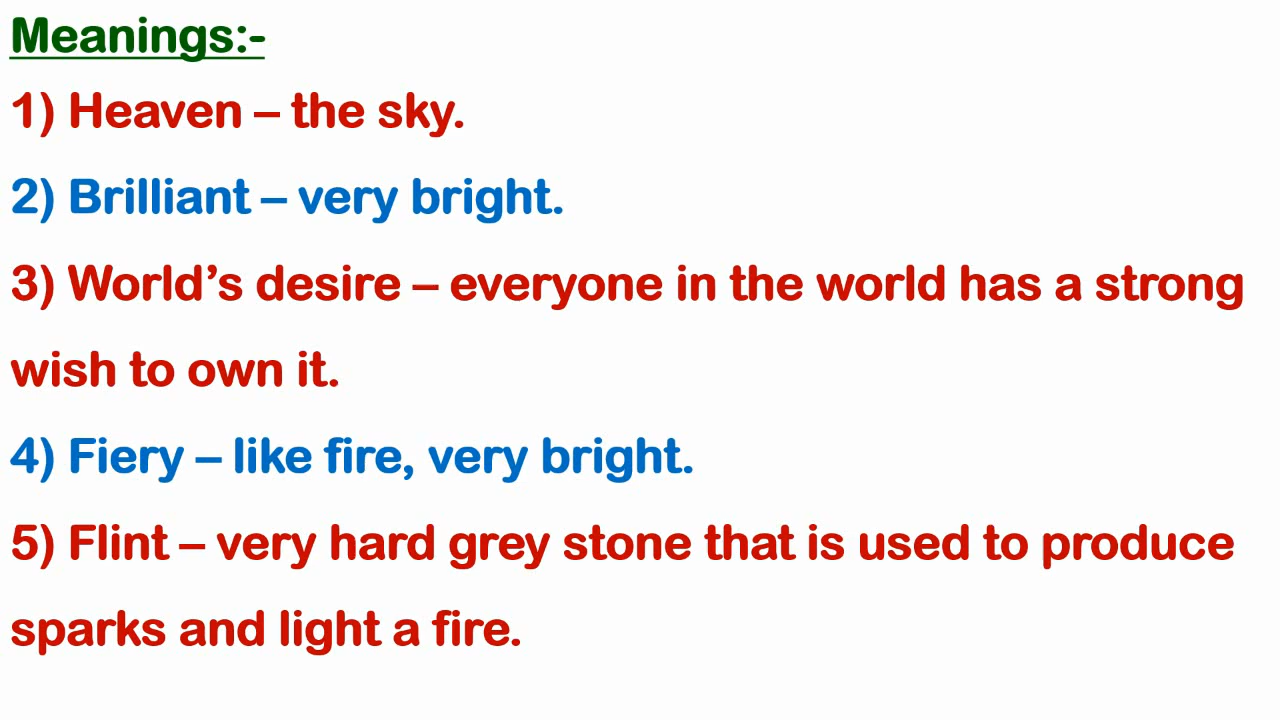 Meanings:-
1) Heaven – the sky.
2) Brilliant – very bright.
3) World’s desire – everyone in the world has a strong
wish to own it.
4) Fiery – like fire, very bright.
5) Flint – very hard grey stone that is used to produce
sparks and light a fire.